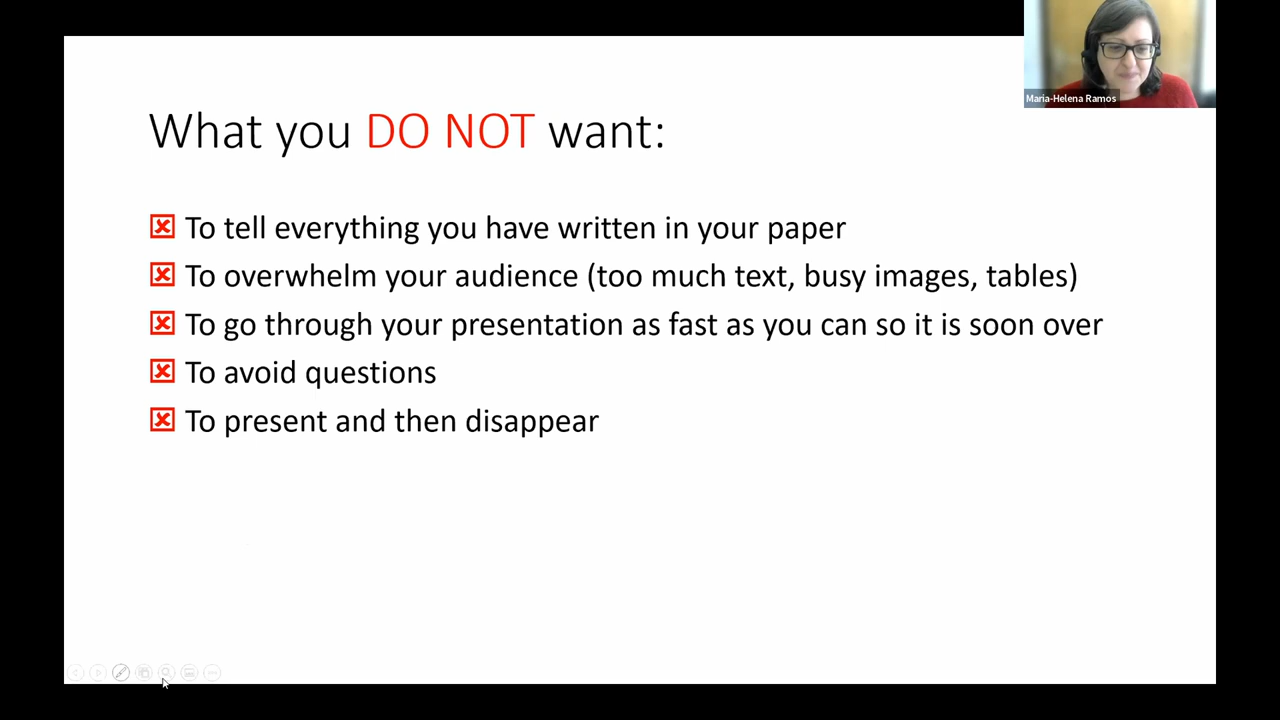 Maria-Helena Ramos
What you DO NOT want:
To tell everything you have written in your paper
To overwhelm your audience (too much text, busy images, tables)
To go through your presentation as fast as you can so it is soon over
To avoid questions
To present and then disappear